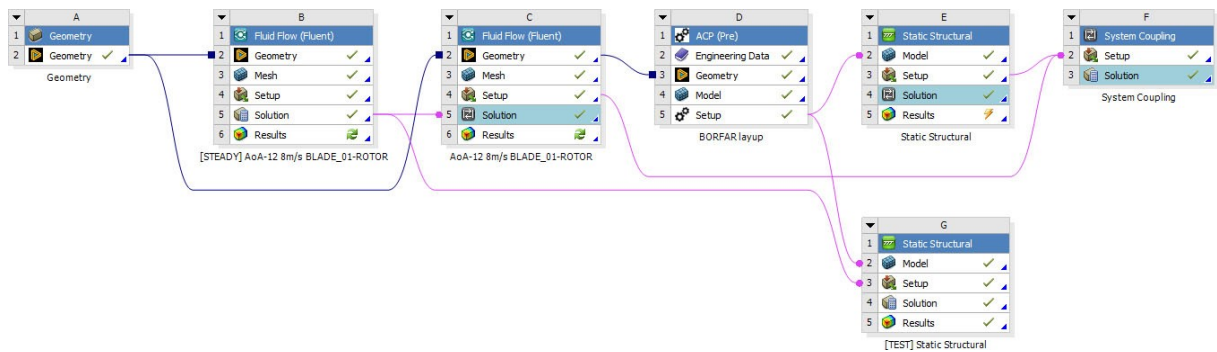 A
1 Geometry
2 Geometry
Geometry
B
1 Fluid Flow (Fluent)
2 Geometry
3 Mesh
4 Setup
5 Solution
6 Results
[STEADY] AoA-12 8m/s BLADE_01-ROTOR
C
1 Fluid Flow (Fluent)
2 Geometry
3 Mesh
4 Setup
5 Solution
6 Results
AoA-12 8m/s BLADE_01-ROTOR
D
1 ACP (Pre)
2 Engineering Data
3 Geometry
4 Model
5 Setup
BORFAR layup
E
1 Static Structural
2 Model
3 Setup
4 Solution
5 Results
Static Structural
F
1 System Coupling
2 Setup
3 Solution
System Coupling
G
1 Static Structural
2 Model
3 Setup
4 Solution
5 Results
[TEST] Static Structural